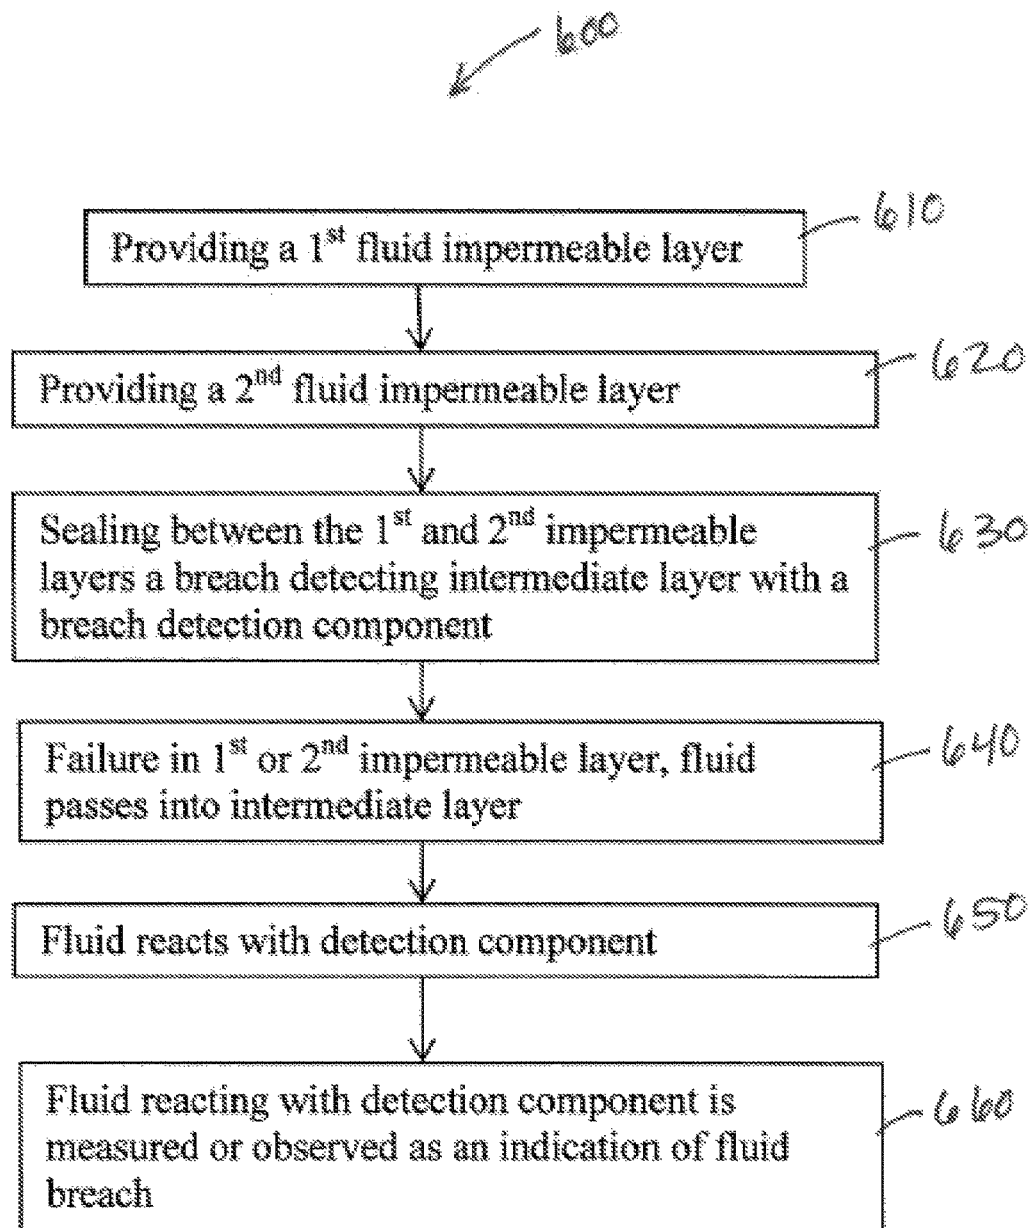 600
610
Providing a 1st fluid impermeable layer
620
Providing a 2nd fluid impermeable layer
630
Sealing between the 1st and 2nd impermeable
layers a breach detecting intermediate layer with a
breach detection component
640
Failure in 1st or 2nd impermeable layer, fluid
passes into intermediate layer
650
Fluid reacts with detection component
660
Fluid reacting with detection component is
measured or observed as an indication of fluid
breach